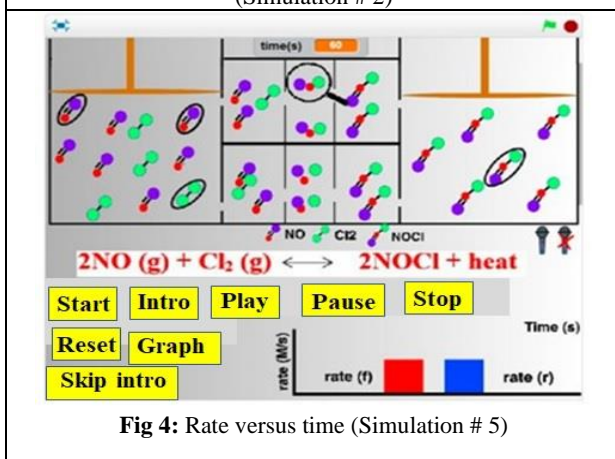 (Simulation # 2)
time(s) 60
NO Cl2 NOCl
2NO (g) + Cl₂ (g) ⟷ 2NOCl + heat
Start Intro Play Pause Stop
Reset Graph
Skip intro
Time (s)
rate (M/s)
rate (f) rate (r)
Fig 4: Rate versus time (Simulation # 5)